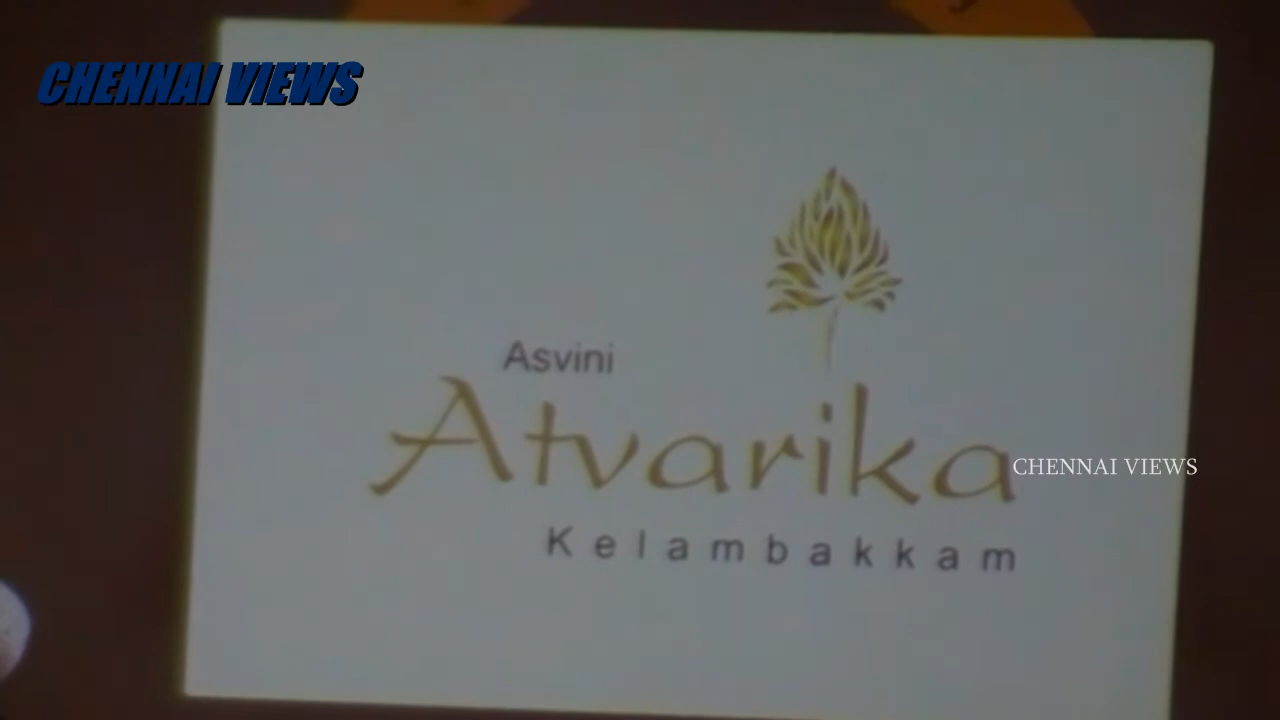 CHENNAI VIEWS
Asvini
Atvarika
CHENNAI VIEWS
Kelambakkam